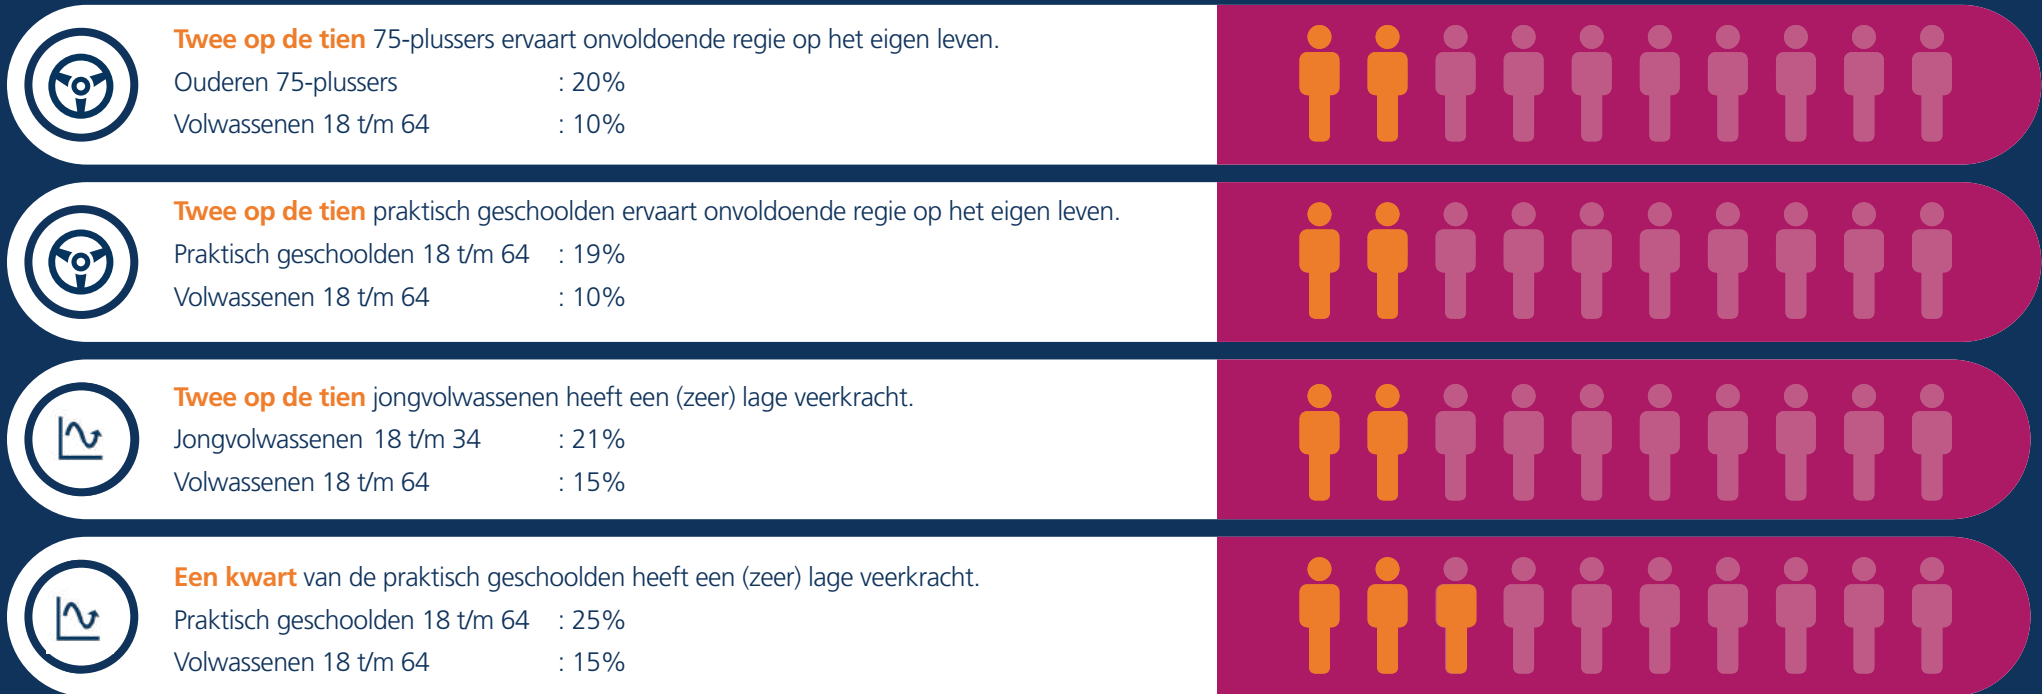 Twee op de tien 75-plussers ervaart onvoldoende regie op het eigen leven.
Ouderen 75-plussers : 20%
Volwassenen 18 t/m 64 : 10%
Twee op de tien praktisch geschoolden ervaart onvoldoende regie op het eigen leven.
Praktisch geschoolden 18 t/m 64 : 19%
Volwassenen 18 t/m 64 : 10%
Twee op de tien jongvolwassenen heeft een (zeer) lage veerkracht.
Jongvolwassenen 18 t/m 34 : 21%
Volwassenen 18 t/m 64 : 15%
Een kwart van de praktisch geschoolden heeft een (zeer) lage veerkracht.
Praktisch geschoolden 18 t/m 64 : 25%
Volwassenen 18 t/m 64 : 15%